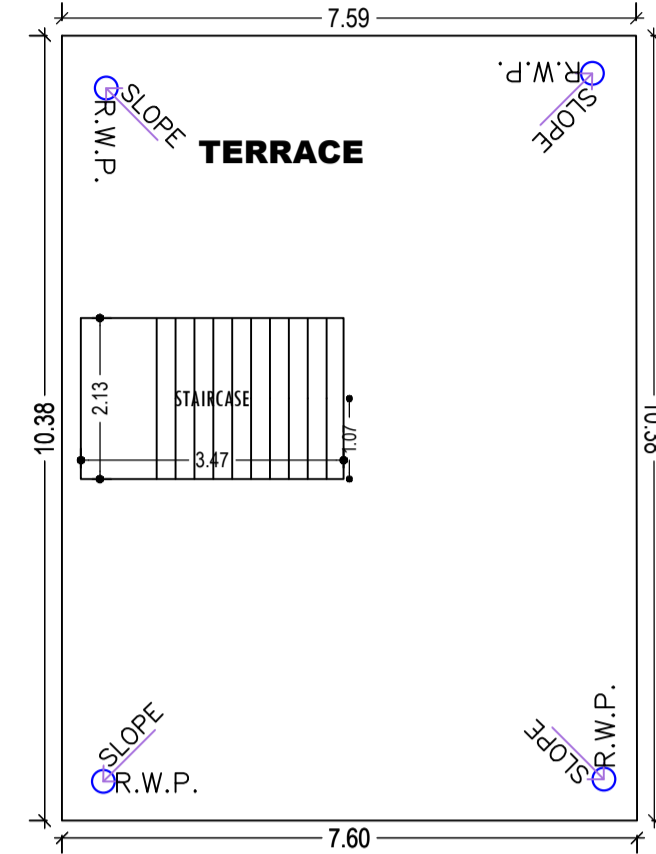 7.59
R.W.P.
SLOPE
R.W.P.
SLOPE
TERRACE
10.38
2.13
STAIRCASE
1.07
3.47
10.38
SLOPE
R.W.P.
SLOPE
R.W.P.
7.60